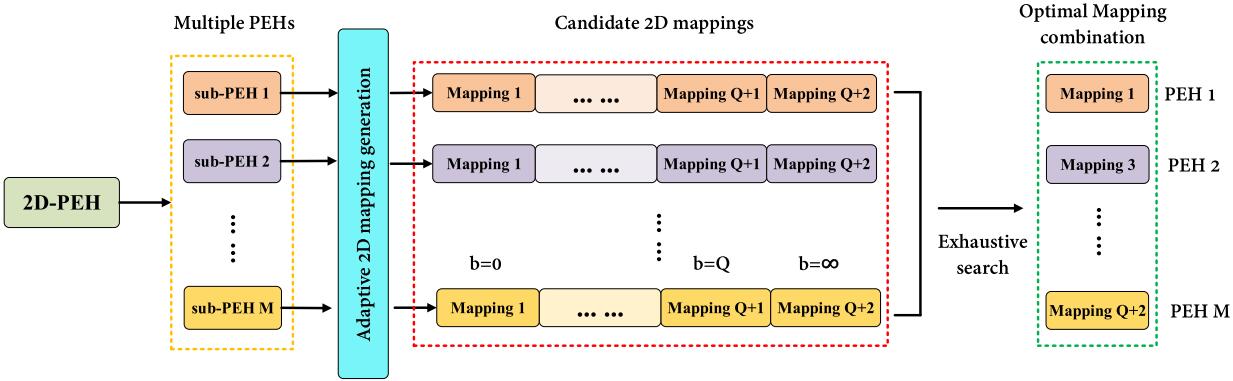 Multiple PEHs
Candidate 2D mappings
Optimal Mapping
combination
2D-PEH
sub-PEH 1
sub-PEH 2
sub-PEH M
Adaptive 2D mapping generation
Mapping 1
... ...
Mapping Q+1
Mapping Q+2
Mapping 1
... ...
Mapping Q+1
Mapping Q+2
b=0
b=Q
b=∞
Mapping 1
... ...
Mapping Q+1
Mapping Q+2
Exhaustive
search
Mapping 1
PEH 1
Mapping 3
PEH 2
Mapping Q+2
PEH M